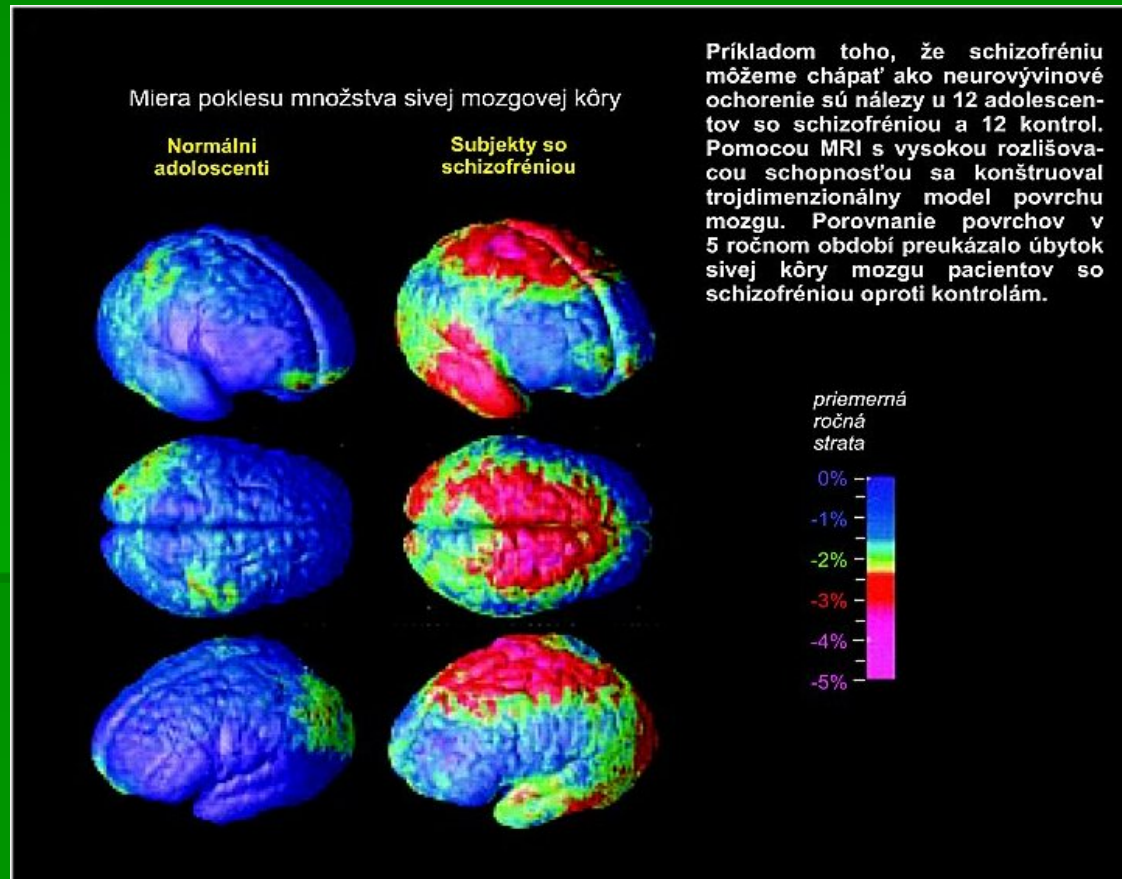 Miera poklesu množstva sivej mozgovej kôry
Normálni
adoloscenti
Subjekty so
schizofréniou
Príkladom toho, že schizofréniu
môžeme chápať ako neurovývinové
ochorenie sú nálezy u 12 adolescen-
tov so schizofréniou a 12 kontrol.
Pomocou MRI s vysokou rozlišova-
cou schopnosťou sa konštruoval
trojdimenzionálny model povrchu
mozgu. Porovnanie povrchov v
5 ročnom období preukázalo úbytok
sivej kôry mozgu pacientov so
schizofréniou oproti kontrolám.
priemerná
ročná
strata
0%
-1%
-2%
-3%
-4%
-5%